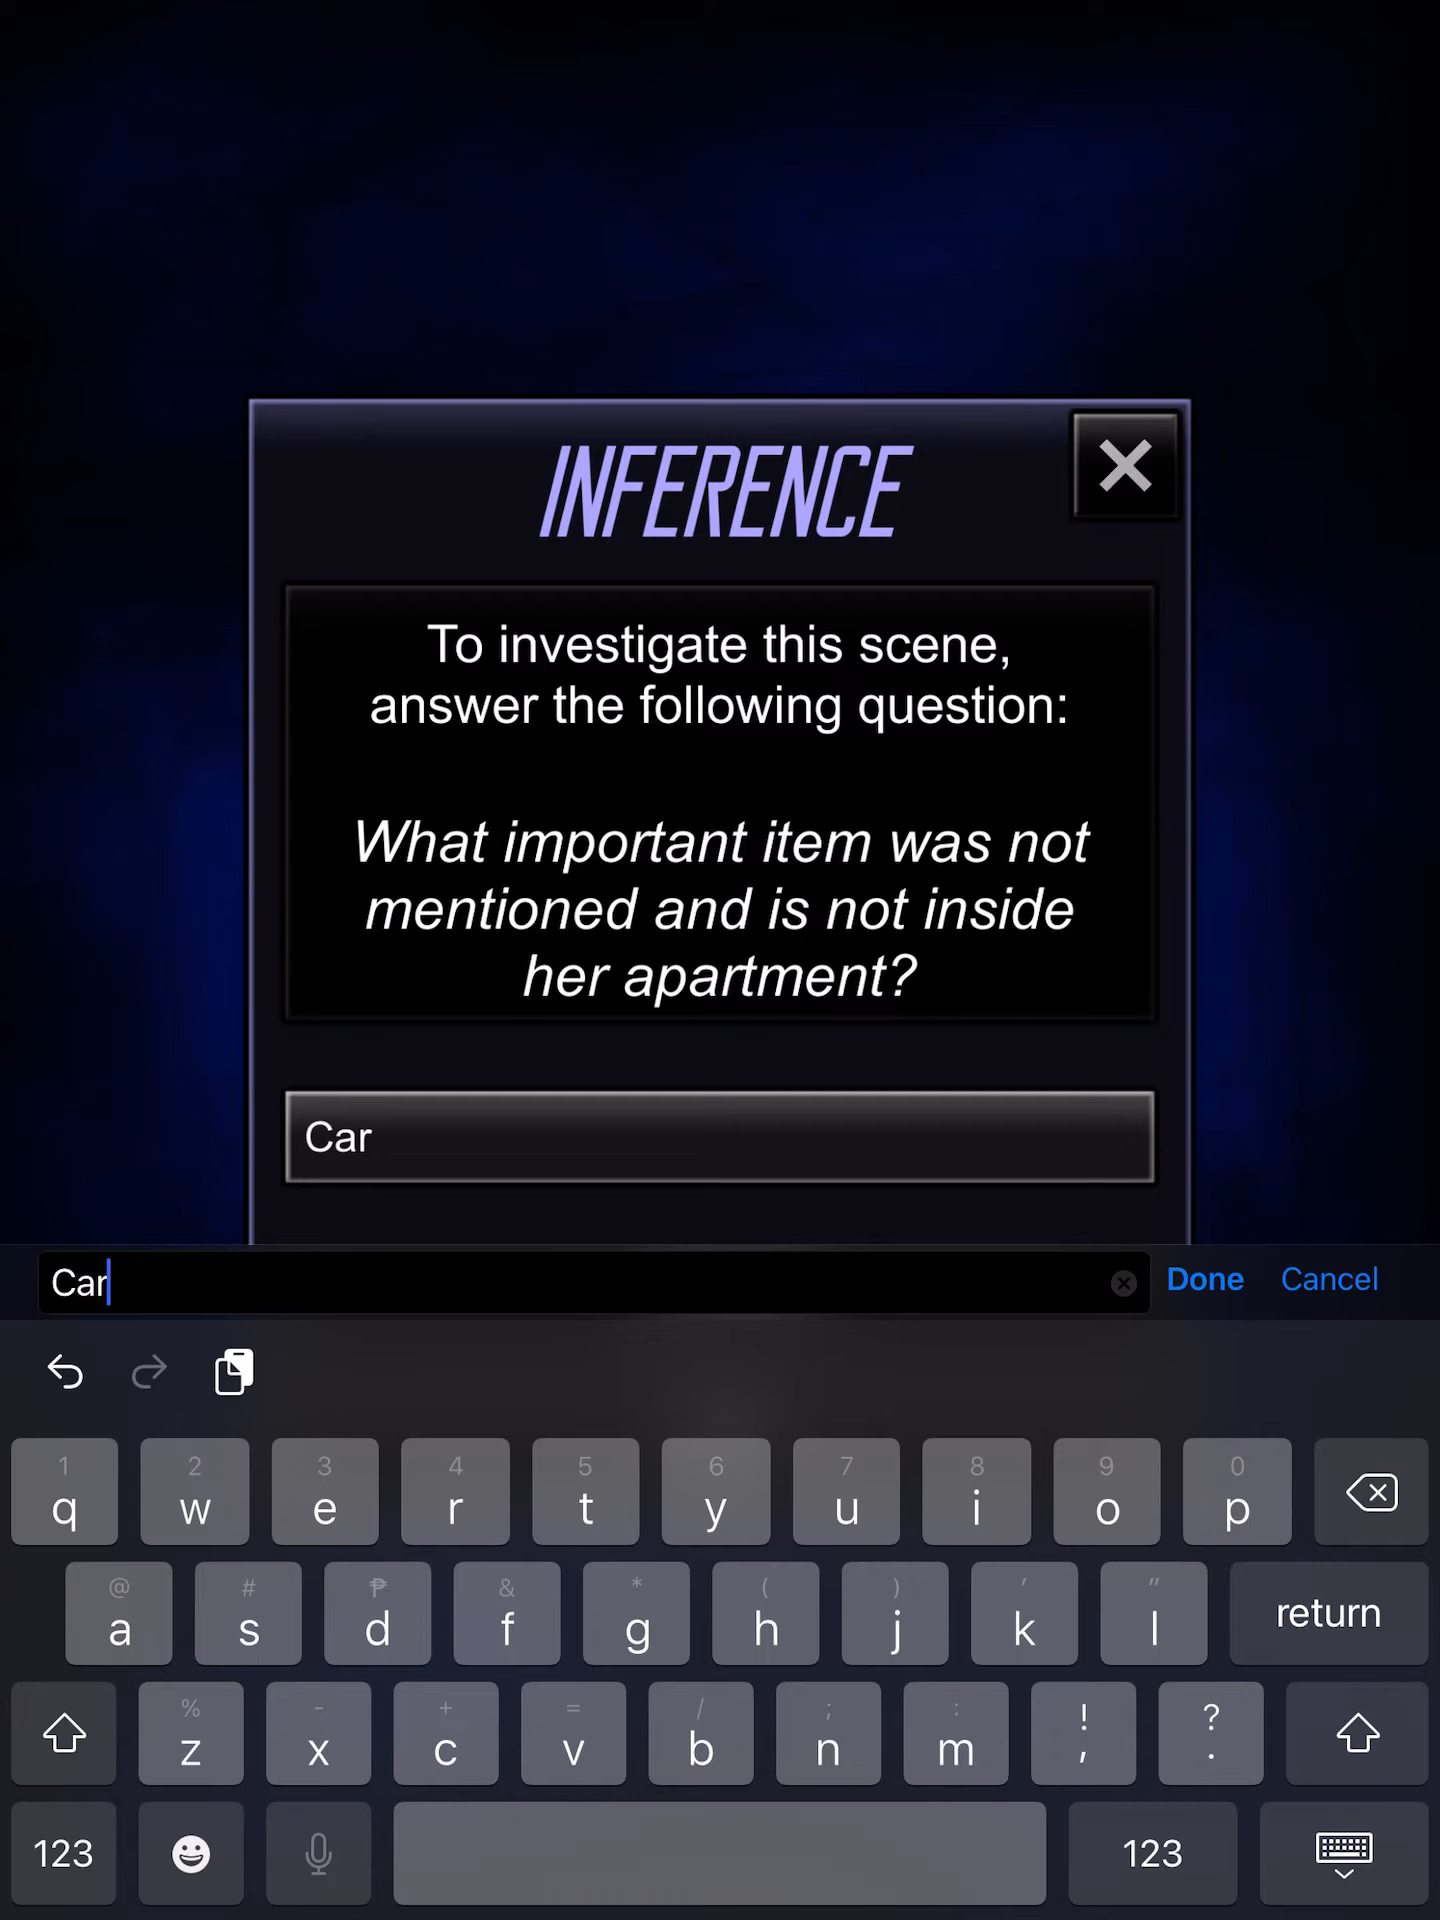 INFERENCE
To investigate this scene,
answer the following question:
What important item was not
mentioned and is not inside
her apartment?
Car
Car Done Cancel
1 2 3 4 5 6 7 8 9 0
q w e r t y u i o p
@ # ₱ & * ( ) ' "
a s d f g h j k l return
% - + = / ; : ! ?
z x c v b n m , .
123 123